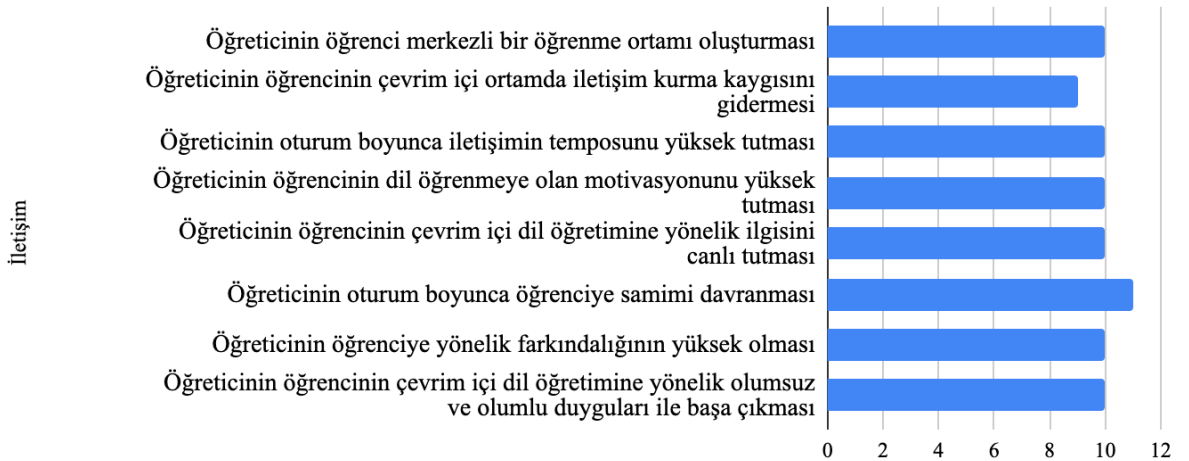 Öğreticinin öğrenci merkezli bir öğrenme ortamı oluşturması
Öğreticinin öğrencinin çevrim içi ortamda iletişim kurma kaygısını
gidermesi
Öğreticinin oturum boyunca iletişimin temposunu yüksek tutması
Öğreticinin öğrencinin dil öğrenmeye olan motivasyonunu yüksek
tutması
Öğreticinin öğrencinin çevrim içi dil öğretimine yönelik ilgisini
canlı tutması
Öğreticinin oturum boyunca öğrenciye samimi davranması
Öğreticinin öğrenciye yönelik farkındalığının yüksek olması
Öğreticinin öğrencinin çevrim içi dil öğretimine yönelik olumsuz
ve olumlu duyguları ile başa çıkması
İletişim
0 2 4 6 8 10 12